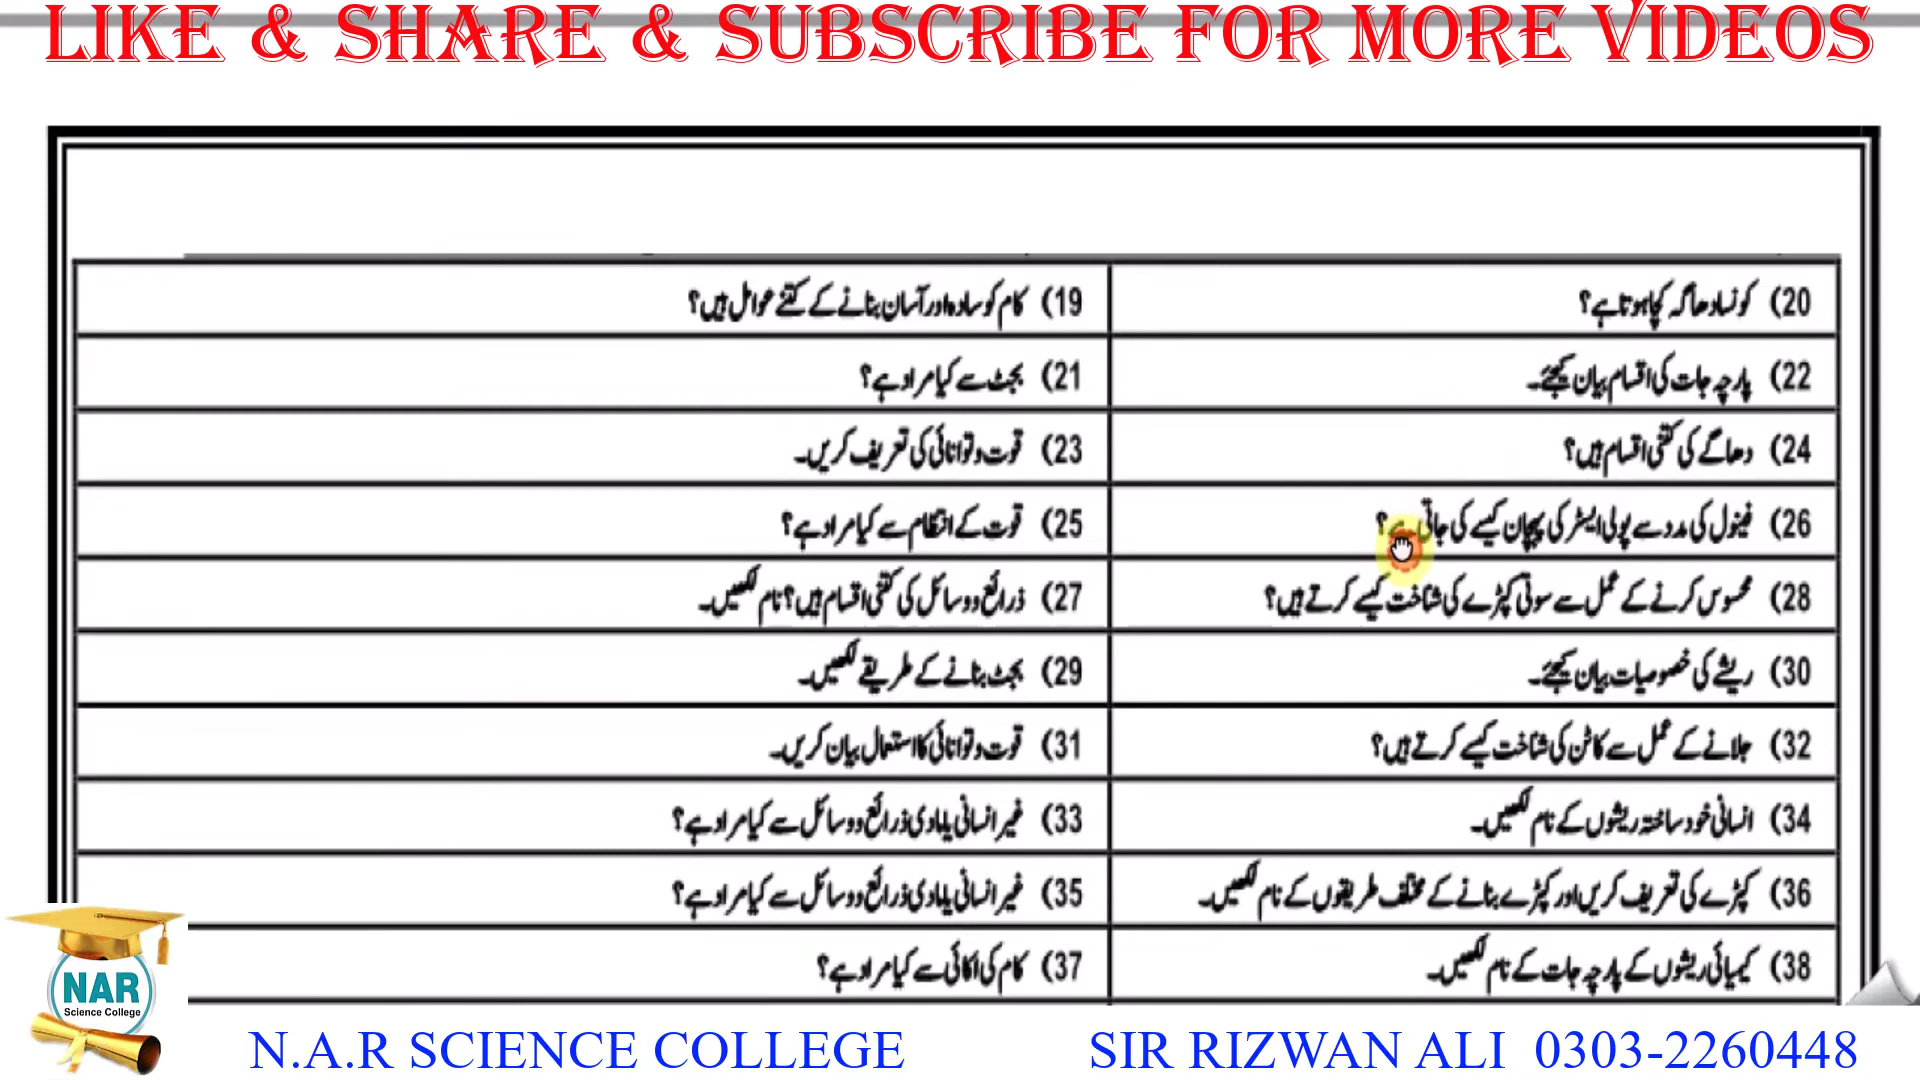 LIKE & SHARE & SUBSCRIBE FOR MORE VIDEOS
20) کونسا دھاگہ کچا ہوتا ہے؟
19) کام کو سادہ اور آسان بنانے کے کتنے عوامل ہیں؟
22) پارچہ جات کی اقسام بیان کیجئے۔
21) بجٹ سے کیا مراد ہے؟
24) دھاگے کی کتنی اقسام ہیں؟
23) قوت و توانائی کی تعریف کریں۔
26) فینول کی مدد سے پولی ایسٹر کی پہچان کیسے کی جاتی ہے؟
25) قوت کے انتظام سے کیا مراد ہے؟
28) محسوس کرنے کے عمل سے سوتی کپڑے کی شناخت کیسے کرتے ہیں؟
27) ذرائع و وسائل کی کتنی اقسام ہیں؟ نام لکھیں۔
30) ریشے کی خصوصیات بیان کیجئے۔
29) بجٹ بنانے کے طریقے لکھیں۔
32) جلانے کے عمل سے کاٹن کی شناخت کیسے کرتے ہیں؟
31) قوت و توانائی کا استعمال بیان کریں۔
34) انسانی خود ساختہ ریشوں کے نام لکھیں۔
33) غیر انسانی یا مادی ذرائع و وسائل سے کیا مراد ہے؟
36) کپڑے کی تعریف کریں اور کپڑے بنانے کے مختلف طریقوں کے نام لکھیں۔
35) غیر انسانی یا مادی ذرائع و وسائل سے کیا مراد ہے؟
38) کیمیائی ریشوں کے پارچہ جات کے نام لکھیں۔
37) کام کی اکائی سے کیا مراد ہے؟
NAR
Science College
N.A.R SCIENCE COLLEGE
SIR RIZWAN ALI 0303-2260448